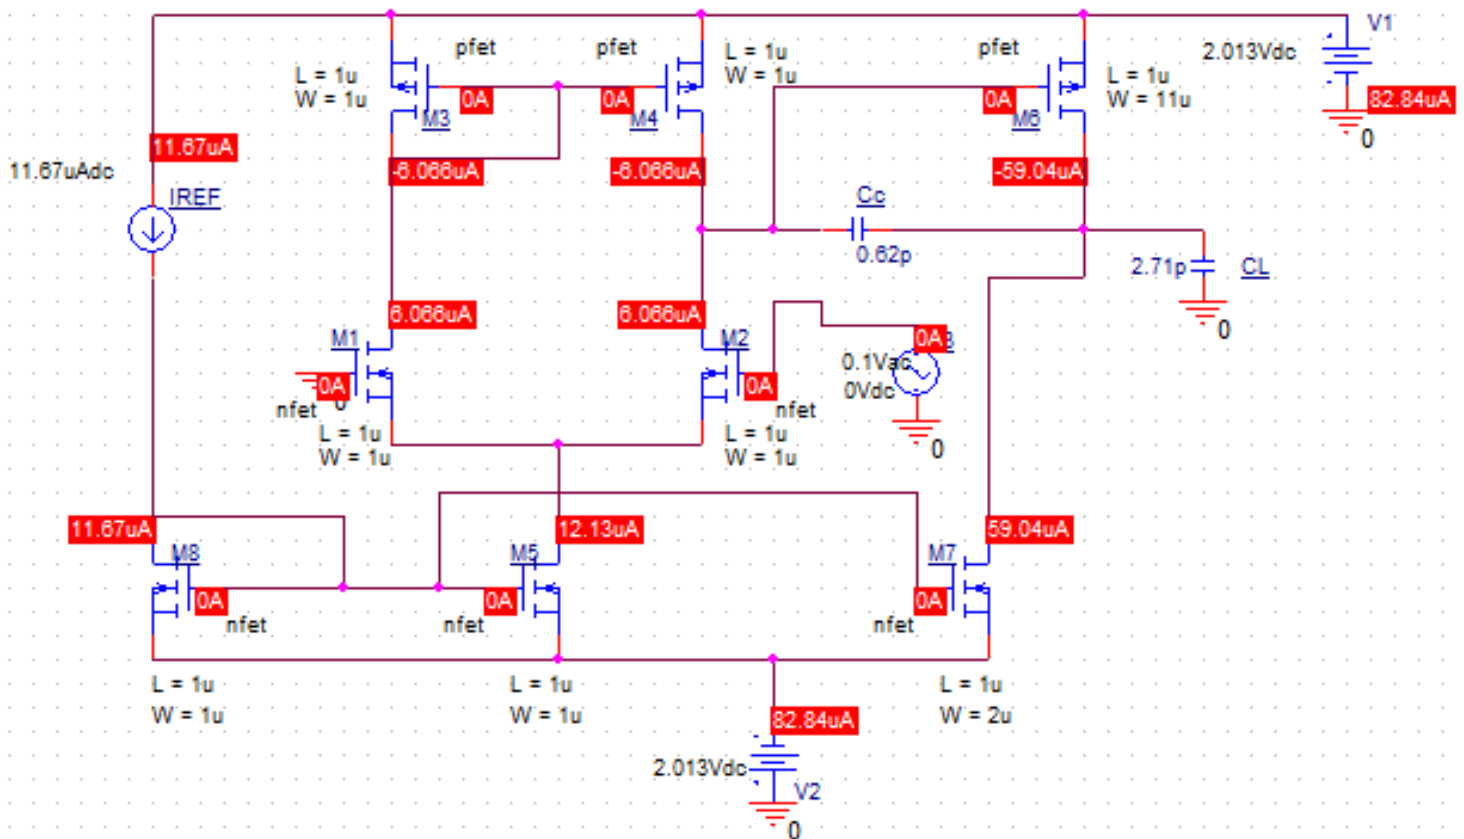 V1
pfet
pfet
pfet
L = 1u
W = 1u
L = 1u
W = 1u
L = 1u
W = 11u
2.013Vdc
0A
0A
0A
82.84uA
M3
M4
M6
0
11.67uA
11.67uAdc
-6.066uA
-6.066uA
-59.04uA
IREF
Cc
0.62p
2.71p
CL
0
6.066uA
6.066uA
M1
M2
0A
0.1Vac
0Vdc
0A
0A
nfet
nfet
L = 1u
W = 1u
L = 1u
W = 1u
0
11.67uA
12.13uA
59.04uA
M8
M5
M7
0A
0A
0A
nfet
nfet
nfet
L = 1u
W = 1u
L = 1u
W = 1u
L = 1u
W = 2u
82.84uA
2.013Vdc
V2
0